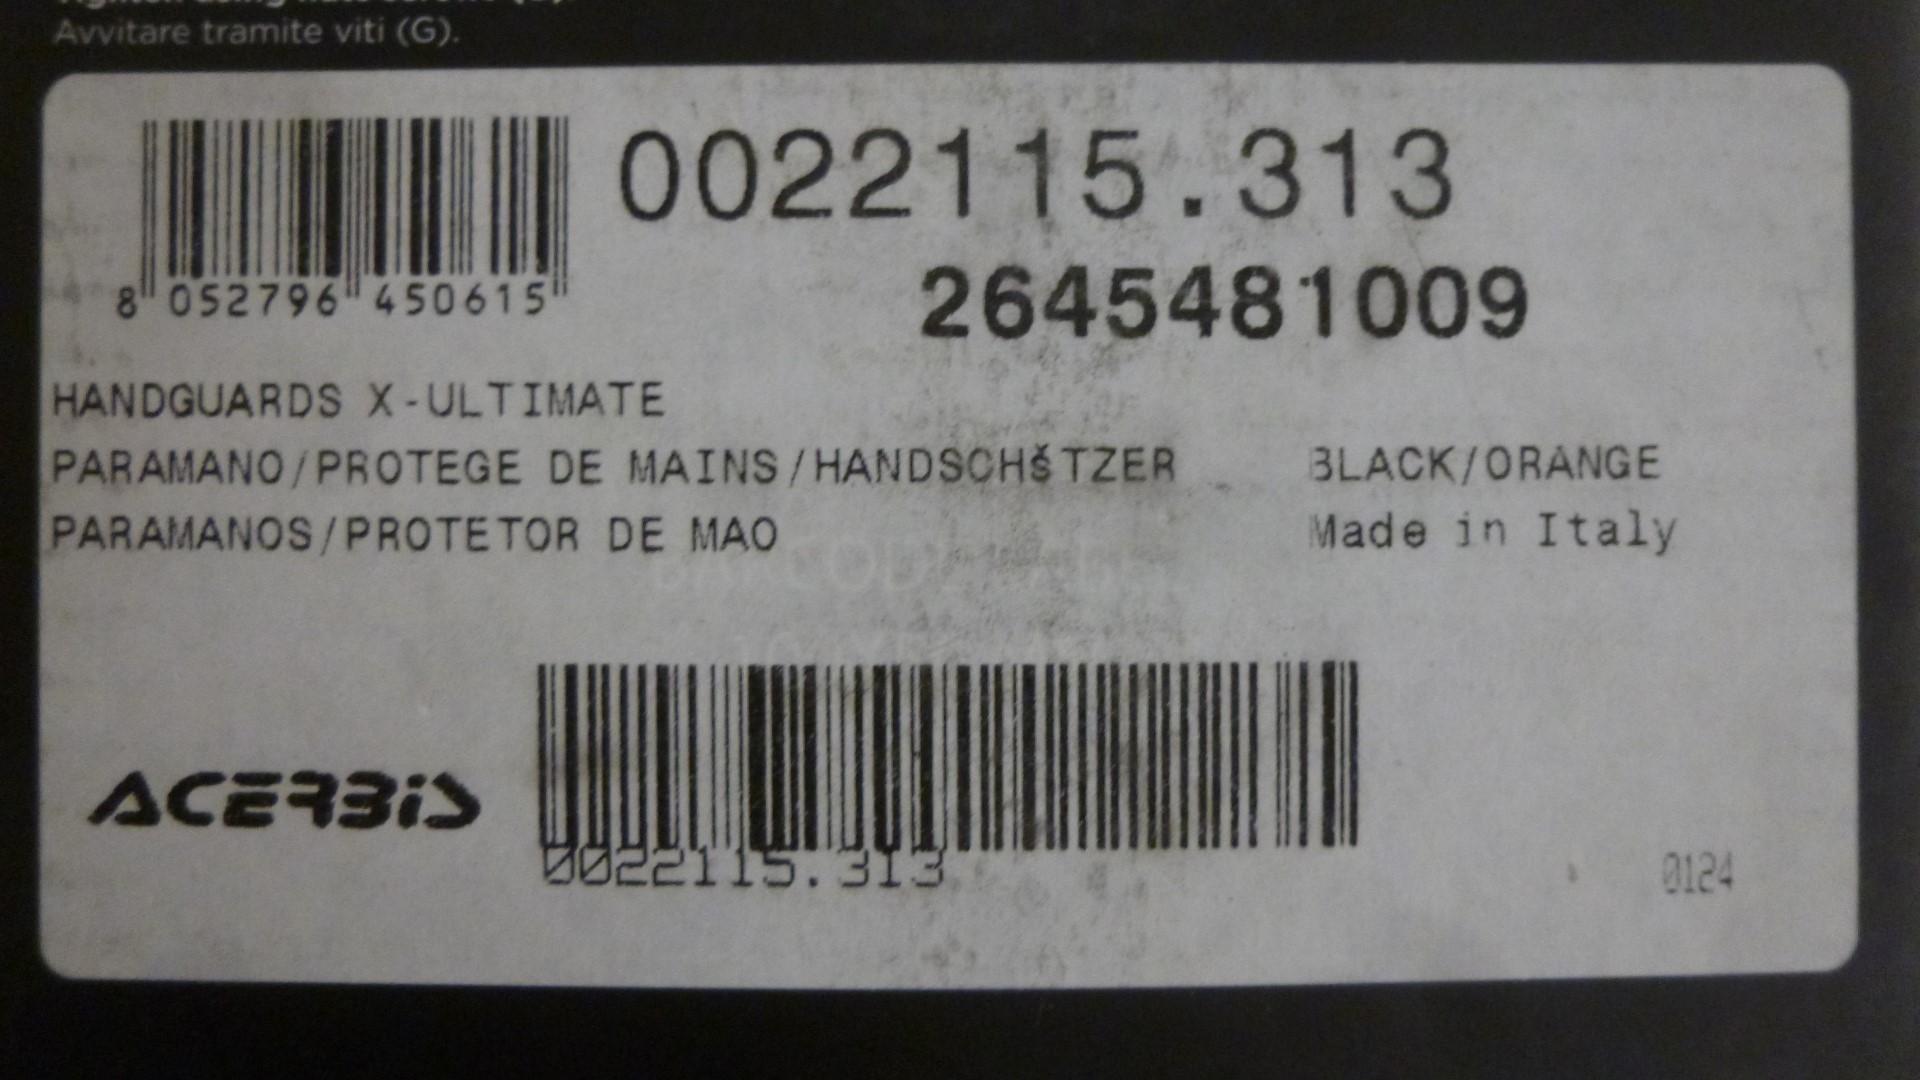 Avvitare tramite viti (G).
0022115.313
8 052796 450615
2645481009
HANDGUARDS X-ULTIMATE
PARAMANO/PROTEGE DE MAINS/HANDSCHšTZER BLACK/ORANGE
PARAMANOS/PROTETOR DE MAO Made in Italy
ACERBIS
0022115.313
0124